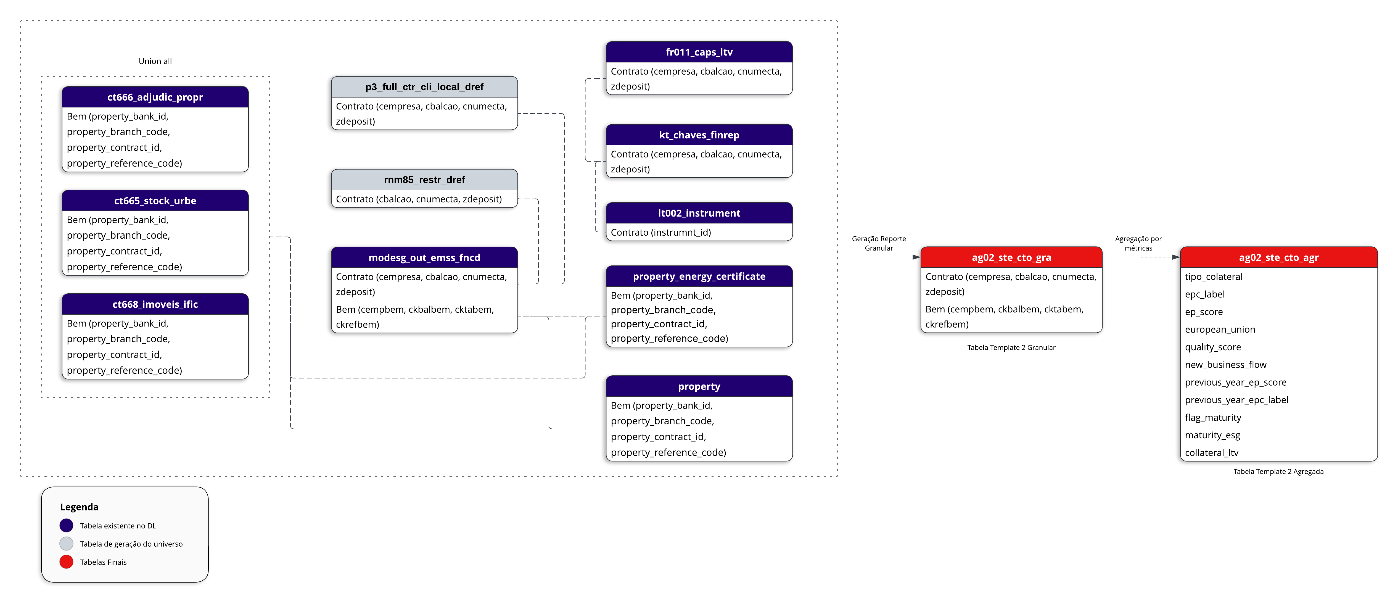 Union all
ct666_adjudic_propr
Bem (property_bank_id,
property_branch_code,
property_contract_id,
property_reference_code)
ct665_stock_urbe
Bem (property_bank_id,
property_branch_code,
property_contract_id,
property_reference_code)
ct668_imoveis_ific
Bem (property_bank_id,
property_branch_code,
property_contract_id,
property_reference_code)
p3_full_ctr_cli_local_dref
Contrato (cempresa, cbalcao, cnumecta,
zdeposit)
rnm85_restr_dref
Contrato (cbalcao, cnumecta, zdeposit)
modesg_out_emss_fncd
Contrato (cempresa, cbalcao, cnumecta,
zdeposit)
Bem (cempbem, ckbalbem, cktabem,
ckrefbem)
fr011_caps_ltv
Contrato (cempresa, cbalcao, cnumecta,
zdeposit)
kt_chaves_finrep
Contrato (cempresa, cbalcao, cnumecta,
zdeposit)
lt002_instrument
Contrato (instrumnt_id)
property_energy_certificate
Bem (property_bank_id,
property_branch_code,
property_contract_id,
property_reference_code)
property
Bem (property_bank_id,
property_branch_code,
property_contract_id,
property_reference_code)
Geração Reporte
Granular
ag02_ste_cto_gra
Contrato (cempresa, cbalcao, cnumecta,
zdeposit)
Bem (cempbem, ckbalbem, cktabem,
ckrefbem)
Tabela Template 2 Granular
Agregação por
métricas
ag02_ste_cto_agr
tipo_colateral
epc_label
ep_score
european_union
quality_score
new_business_flow
previous_year_ep_score
previous_year_epc_label
flag_maturity
maturity_esg
collateral_ltv
Tabela Template 2 Agregada
Legenda
Tabela existente no DL
Tabela de geração do universo
Tabelas Finais